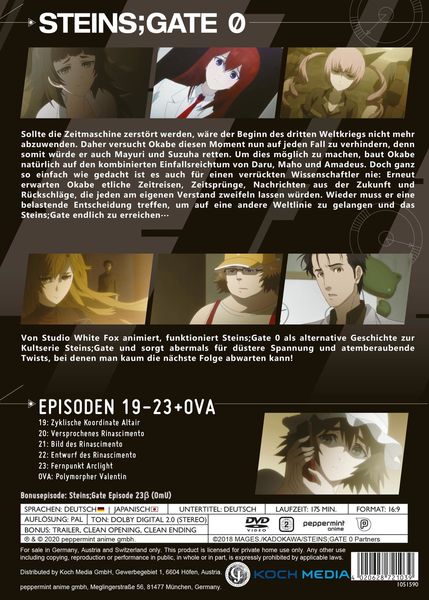 STEINS;GATE 0
Sollte die Zeitmaschine zerstört werden, wäre der Beginn des dritten Weltkriegs nicht mehr
abzuwenden. Daher versucht Okabe diesen Moment nun auf jeden Fall zu verhindern, denn
somit würde er auch Mayuri und Suzuha retten. Um dies möglich zu machen, baut Okabe
natürlich auf den kombinierten Einfallsreichtum von Daru, Maho und Amadeus. Doch ganz
so einfach wie gedacht ist es auch für einen verrückten Wissenschaftler nie: Erneut
erwarten Okabe etliche Zeitreisen, Zeitsprünge, Nachrichten aus der Zukunft und
Rückschläge, die jeden am eigenen Verstand zweifeln lassen würden. Wieder muss er eine
belastende Entscheidung treffen, um auf eine andere Weltlinie zu gelangen und das
Steins;Gate endlich zu erreichen…
Von Studio White Fox animiert, funktioniert Steins;Gate 0 als alternative Geschichte zur
Kultserie Steins;Gate und sorgt abermals für düstere Spannung und atemberaubende
Twists, bei denen man kaum die nächste Folge abwarten kann!
EPISODEN 19-23+OVA
19: Zyklische Koordinate Altair
20: Versprochenes Rinascimento
21: Bild des Rinascimento
22: Entwurf des Rinascimento
23: Fernpunkt Arclight
OVA: Polymorpher Valentin
Bonusepisode: Steins;Gate Episode 23β (OmU)
SPRACHEN: DEUTSCH | JAPANISCH UNTERTITEL: DEUTSCH LAUFZEIT: 175 MIN. FORMAT: 16:9
AUFLÖSUNG: PAL TON: DOLBY DIGITAL 2.0 (STEREO)
BONUS: TRAILER, CLEAN OPENING, CLEAN ENDING
DVD VIDEO 2 peppermint anime
℗ & © 2020 peppermint anime gmbh ©2018 MAGES./KADOKAWA/STEINS;GATE 0 Partners
For sale in Germany, Austria and Switzerland only. This product is licensed for private home use only. Any other use
including copying, reproduction or performance in public, in whole or in part, is expressly prohibited by applicable laws.
Distributed by Koch Media GmbH, Gewerbegebiet 1, 6604 Höfen, Austria.
KOCH MEDIA
peppermint anime gmbh, Meglingerstraße 56, 81477 München, Germany.
4 020628 721039
1051590